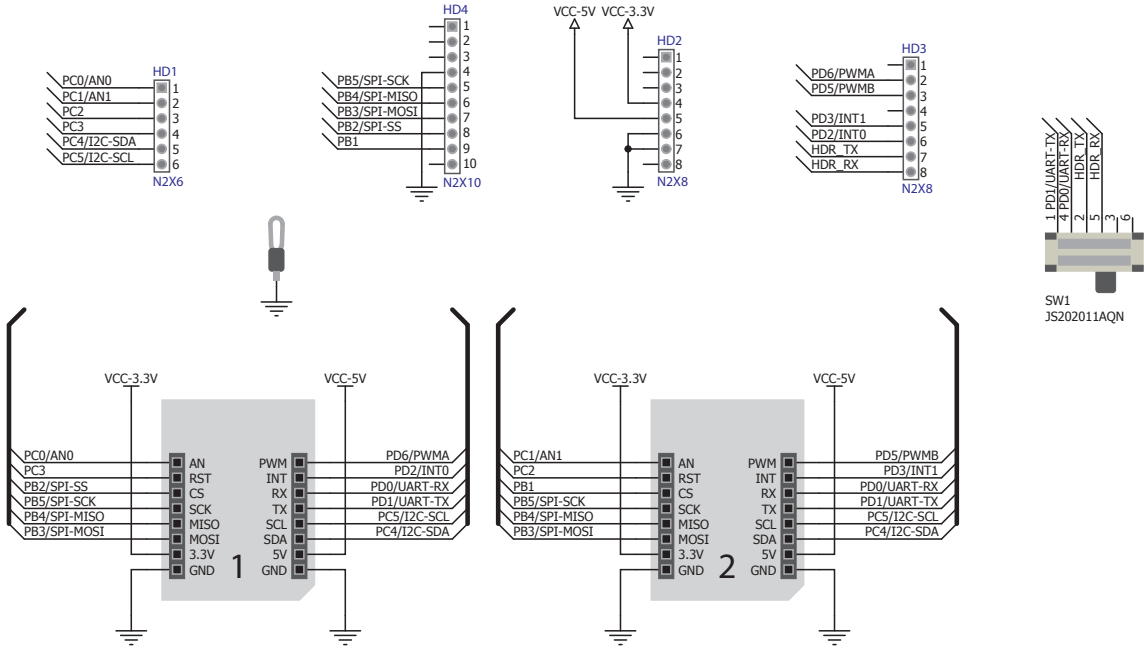 HD1
PC0/AN0 1
PC1/AN1 2
PC2 3
PC3 4
PC4/I2C-SDA 5
PC5/I2C-SCL 6
N2X6
HD4
1
2
3
4
PB5/SPI-SCK 5
PB4/SPI-MISO 6
PB3/SPI-MOSI 7
PB2/SPI-SS 8
PB1 9
10
N2X10
VCC-5V VCC-3.3V
HD2
1
2
3
4
5
6
7
8
N2X8
HD3
1
PD6/PWMA 2
PD5/PWMB 3
4
PD3/INT1 5
PD2/INT0 6
HDR_TX 7
HDR_RX 8
N2X8
1 PD1/UART-TX
4 PD0/UART-RX
2 HDR_TX
5 HDR_RX
3
6
SW1
JS202011AQN
VCC-3.3V VCC-5V
PC0/AN0 AN PWM PD6/PWMA
PC3 RST INT PD2/INT0
PB2/SPI-SS CS RX PD0/UART-RX
PB5/SPI-SCK SCK TX PD1/UART-TX
PB4/SPI-MISO MISO SCL PC5/I2C-SCL
PB3/SPI-MOSI MOSI SDA PC4/I2C-SDA
3.3V 5V
GND 1 GND
VCC-3.3V VCC-5V
PC1/AN1 AN PWM PD5/PWMB
PC2 RST INT PD3/INT1
PB1 CS RX PD0/UART-RX
PB5/SPI-SCK SCK TX PD1/UART-TX
PB4/SPI-MISO MISO SCL PC5/I2C-SCL
PB3/SPI-MOSI MOSI SDA PC4/I2C-SDA
3.3V 5V
GND 2 GND